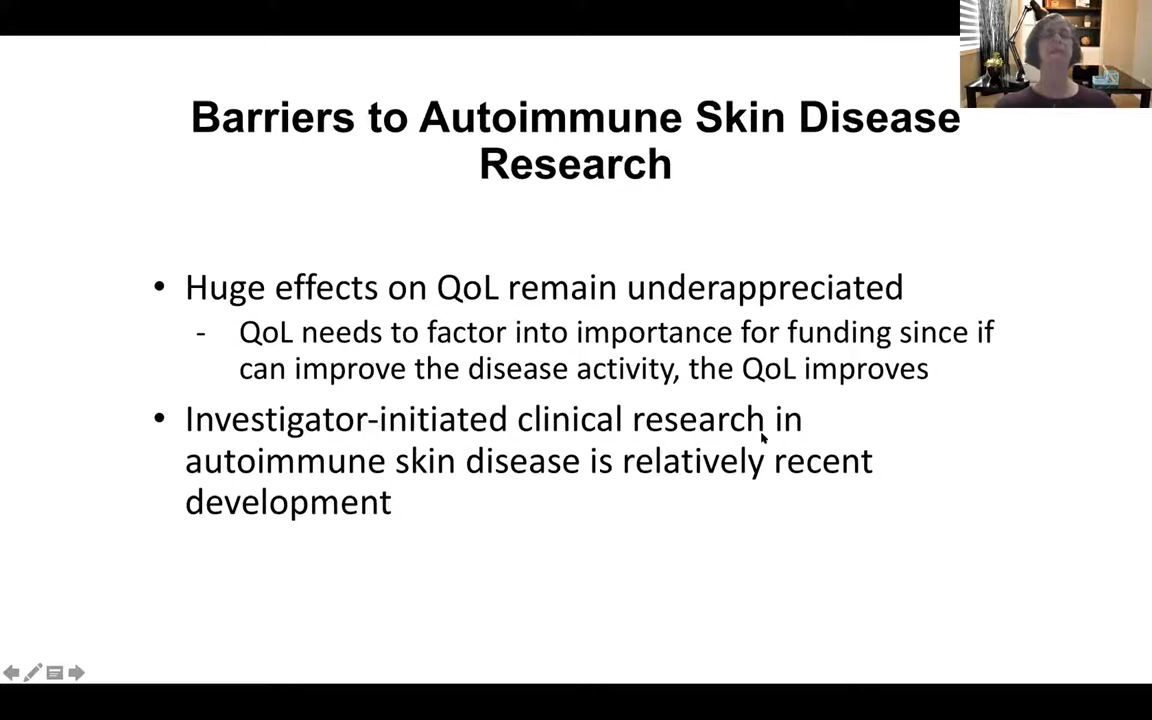 Barriers to Autoimmune Skin Disease
Research
• Huge effects on QoL remain underappreciated
- QoL needs to factor into importance for funding since if
can improve the disease activity, the QoL improves
• Investigator-initiated clinical research in
autoimmune skin disease is relatively recent
development